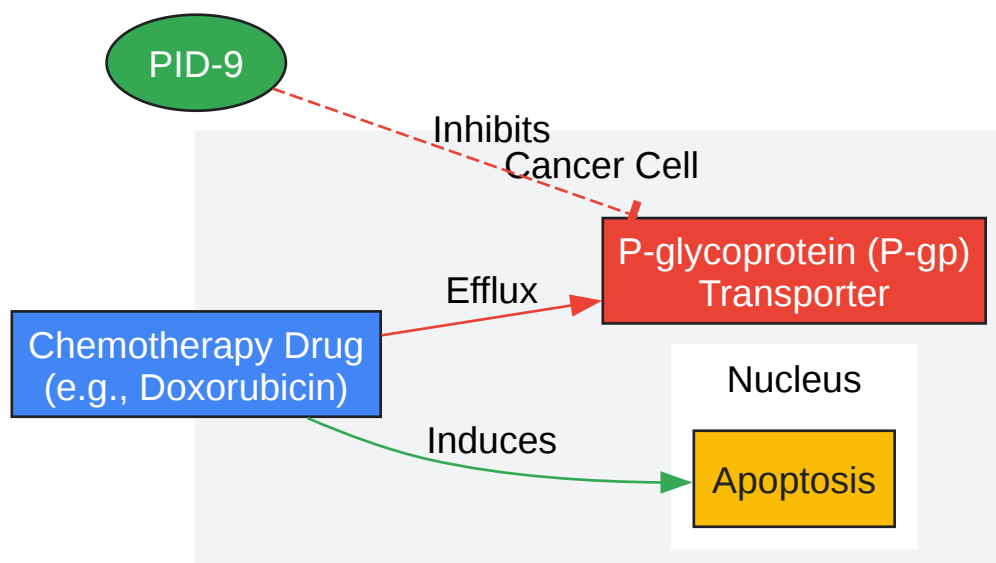 PID-9
Inhibits
Cancer Cell
P-glycoprotein (P-gp)
Transporter
Efflux
Chemotherapy Drug
(e.g., Doxorubicin)
Nucleus
Induces
Apoptosis